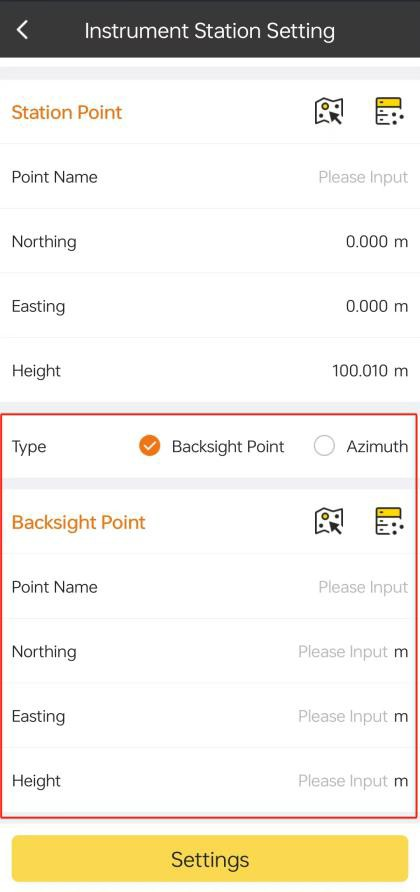 Instrument Station Setting
Station Point
Point Name Please Input
Northing 0.000 m
Easting 0.000 m
Height 100.010 m
Type Backsight Point Azimuth
Backsight Point
Point Name Please Input
Northing Please Input m
Easting Please Input m
Height Please Input m
Settings